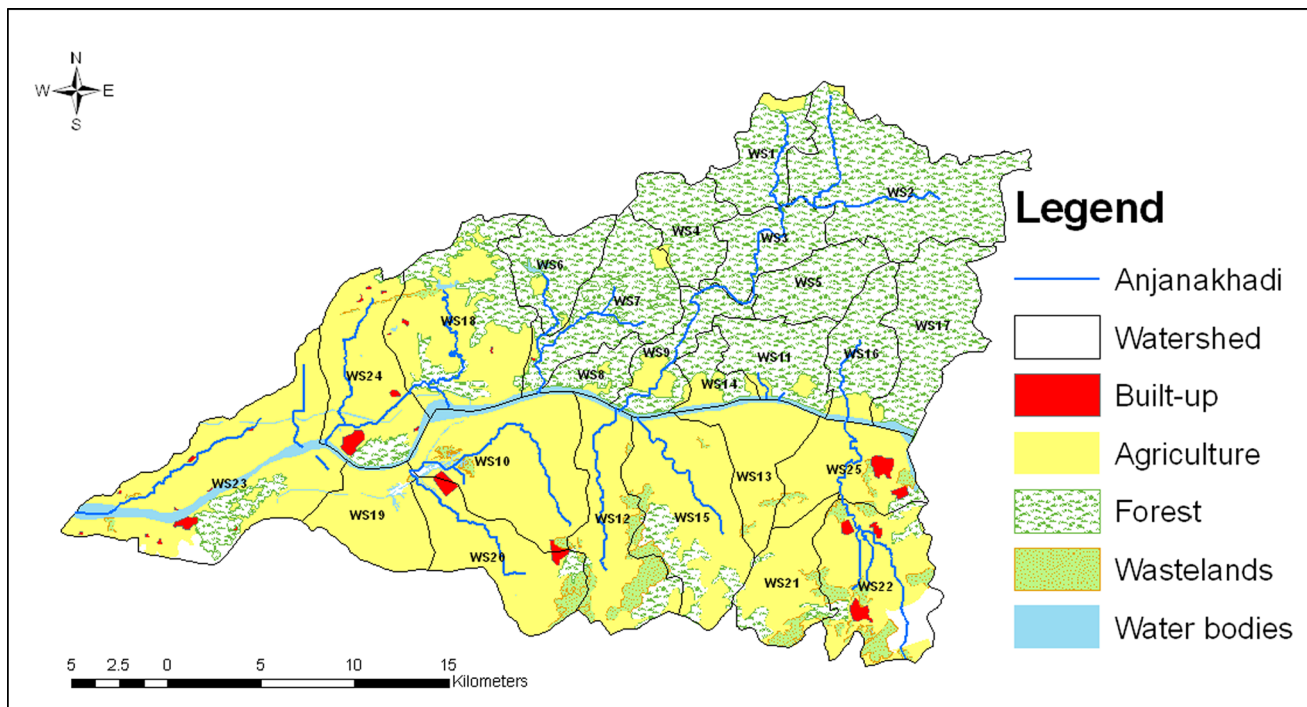 N
W E
S
WS1
WS2
WS4
WS3
WS6
WS5
WS7
WS17
WS18
WS16
WS9
WS11
WS8
WS24
WS14
WS10
WS25
WS13
WS23
WS19
WS12
WS15
WS20
WS21
WS22
Legend
Anjanakhadi
Watershed
Built-up
Agriculture
Forest
Wastelands
Water bodies
5 2.5 0 5 10 15
Kilometers